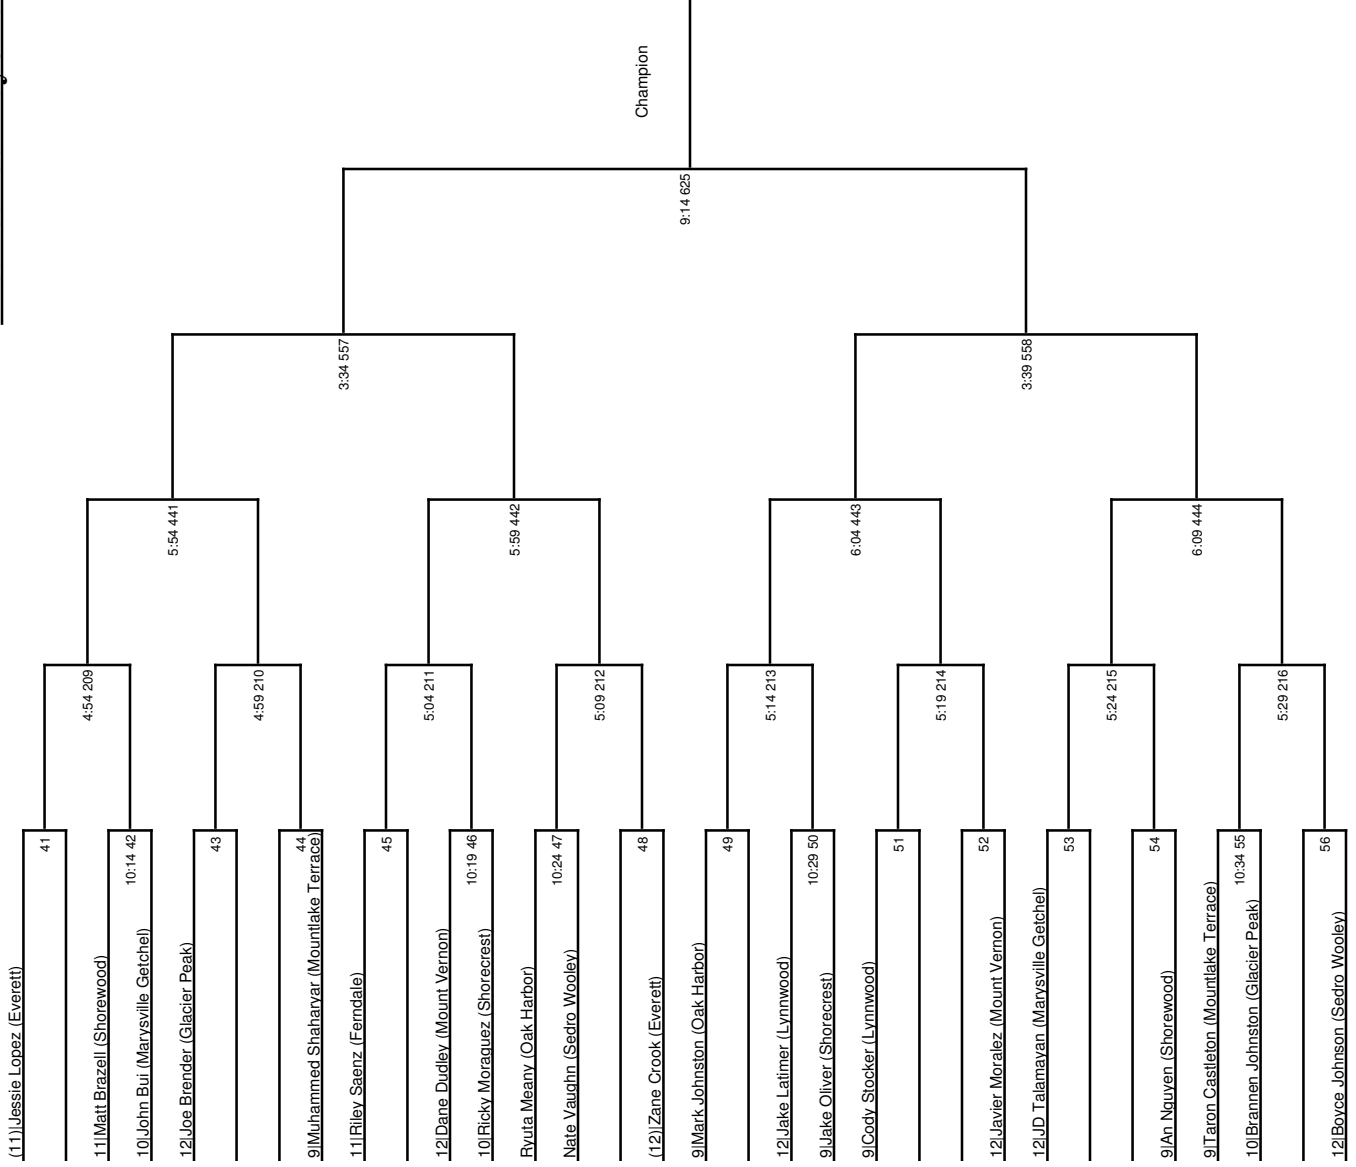 Champion
9:14 625
3:34 557
3:39 558
5:54 441
5:59 442
6:04 443
6:09 444
4:54 209
4:59 210
5:04 211
5:09 212
5:14 213
5:19 214
5:24 215
5:29 216
41
10:14 42
43
44
45
10:19 46
10:24 47
48
49
10:29 50
51
52
53
54
10:34 55
56
(11)|Jessie Lopez (Everett)
11|Matt Brazell (Shorewood)
10|John Bui (Marysville Getchel)
12|Joe Brender (Glacier Peak)
9|Muhammed Shaharyar (Mountlake Terrace)
11|Riley Saenz (Ferndale)
12|Dane Dudley (Mount Vernon)
10|Ricky Moraguez (Shorecrest)
Ryuta Meany (Oak Harbor)
Nate Vaughn (Sedro Wooley)
(12)|Zane Crook (Everett)
9|Mark Johnston (Oak Harbor)
12|Jake Latimer (Lynnwood)
9|Jake Oliver (Shorecrest)
9|Cody Stocker (Lynnwood)
12|Javier Moralez (Mount Vernon)
12|JD Talamayan (Marysville Getchel)
9|An Nguyen (Shorewood)
9|Taron Castleton (Mountlake Terrace)
10|Brannen Johnston (Glacier Peak)
12|Boyce Johnson (Sedro Wooley)